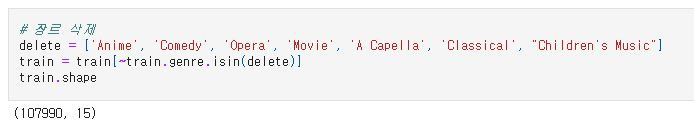 # 장르 삭제
delete = ['Anime', 'Comedy', 'Opera', 'Movie', 'A Capella', 'Classical', "Children's Music"]
train = train[~train.genre.isin(delete)]
train.shape
(107990, 15)